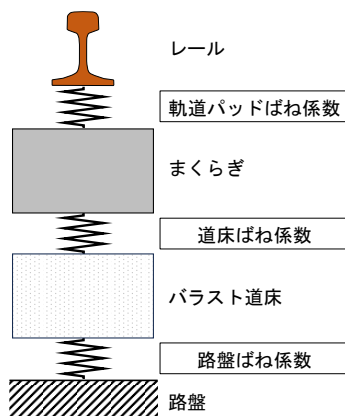 レール
軌道パッドばね係数
まくらぎ
道床ばね係数
バラスト道床
路盤ばね係数
路盤